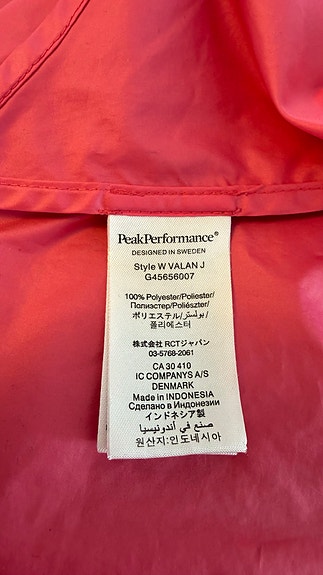 PeakPerformance®
DESIGNED IN SWEDEN
Style W VALAN J
G45656007
100% Polyester/Poliester/
Полиэстер/Poliészter/
ポリエステル/بولستر/
폴리에스터
株式会社 RCTジャパン
03-5768-2061
CA 30 410
IC COMPANYS A/S
DENMARK
Made in INDONESIA
Сделано в Индонезии
インドネシア製
صنع في أندونيسيا
원산지:인도네시아